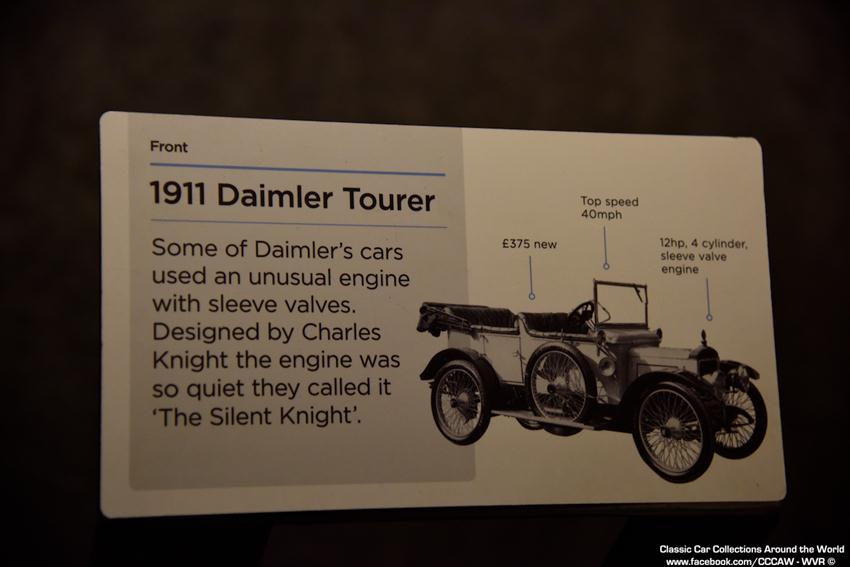 Front
1911 Daimler Tourer
Some of Daimler's cars
used an unusual engine
with sleeve valves.
Designed by Charles
Knight the engine was
so quiet they called it
'The Silent Knight'.
£375 new
Top speed
40mph
12hp, 4 cylinder,
sleeve valve
engine
Classic Car Collections Around the World
www.facebook.com/CCCAW - WVR ©